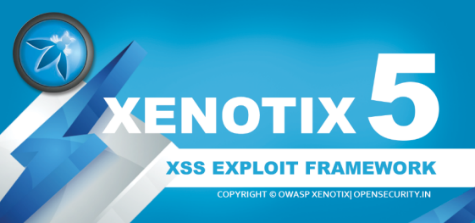 XENOTIX 5
XSS EXPLOIT FRAMEWORK
COPYRIGHT © OWASP XENOTIX| OPENSECURITY.IN